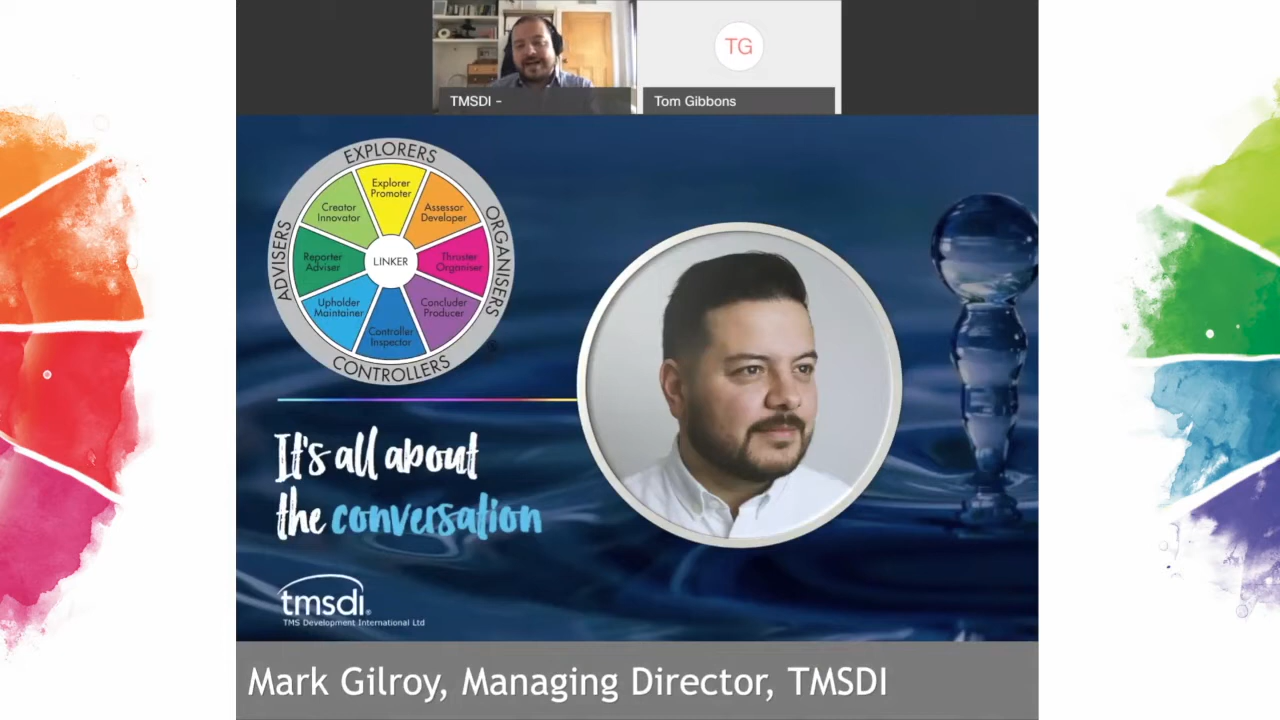 TG
TMSDI -
Tom Gibbons
EXPLORERS
ORGANISERS
CONTROLLERS
ADVISERS
Explorer
Promoter
Assessor
Developer
Thruster
Organiser
Concluder
Producer
Controller
Inspector
Upholder
Maintainer
Reporter
Adviser
Creator
Innovator
LINKER
It's all about
the conversation
tmsdi®
TMS Development International Ltd
Mark Gilroy, Managing Director, TMSDI